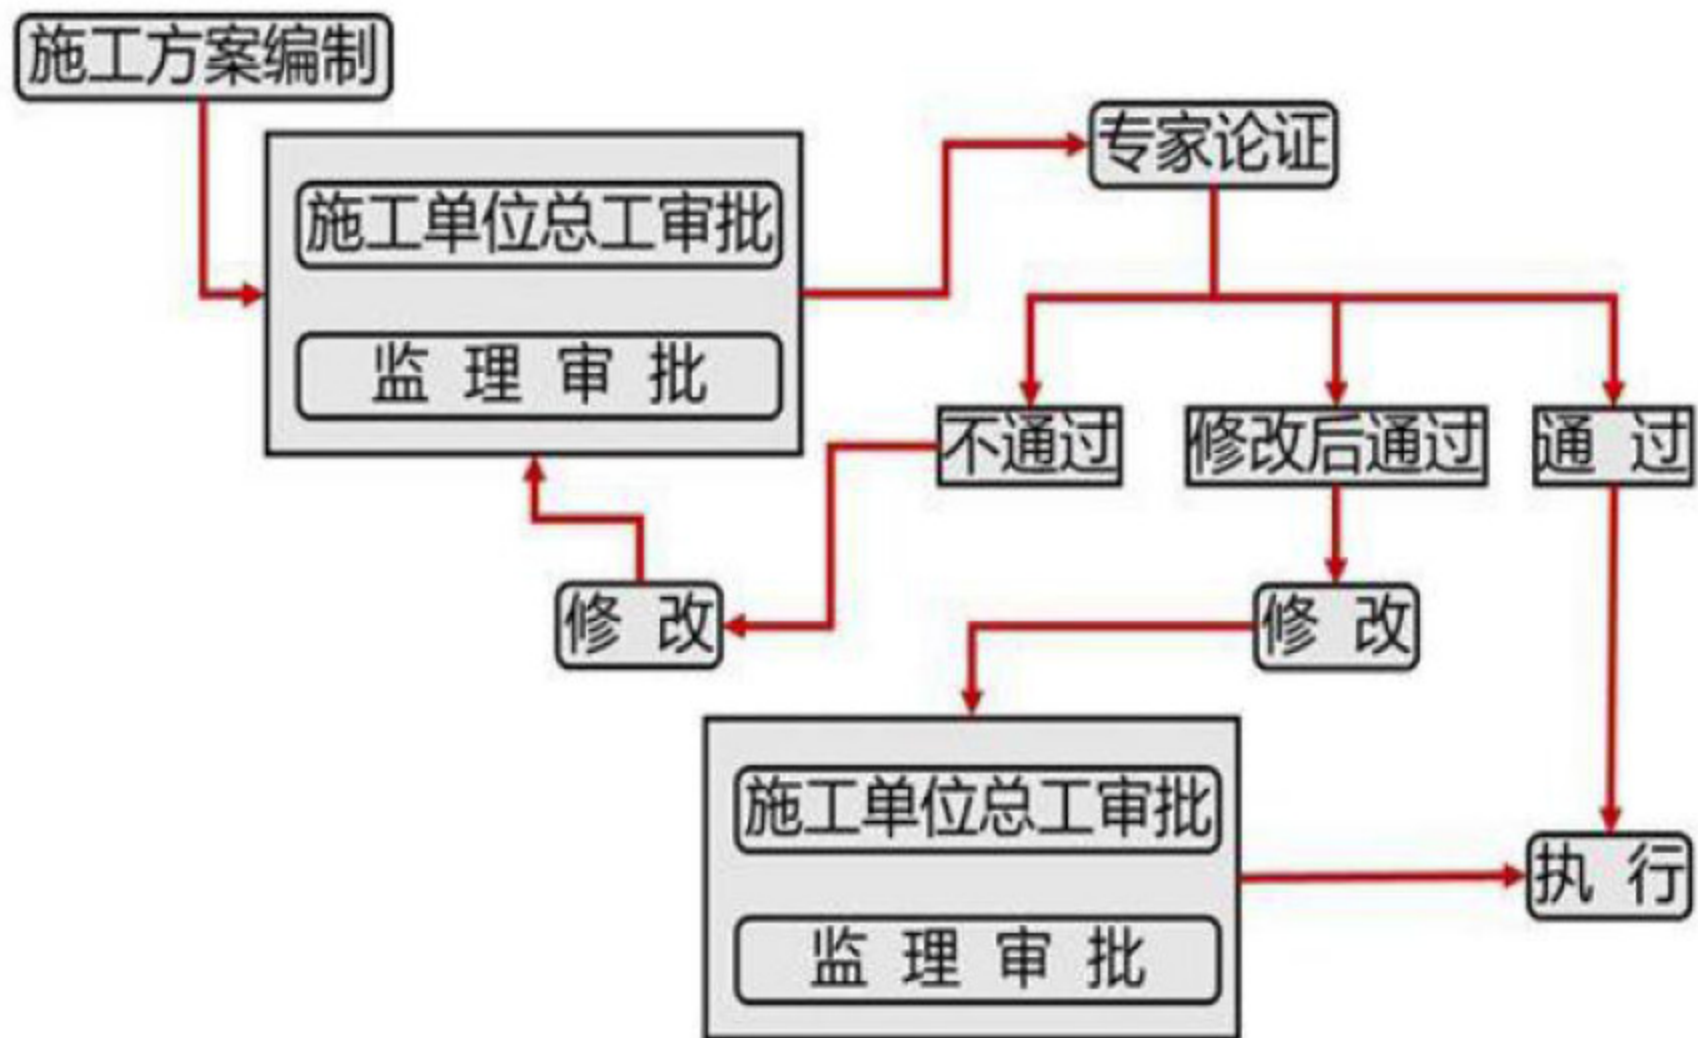 施工方案编制
专家论证
施工单位总工审批
监理审批
不通过
修改后通过
通过
修改
修改
施工单位总工审批
执行
监理审批